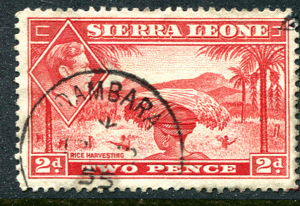 SIERRA LEONE
RICE HARVESTING
2d TWO PENCE 2d